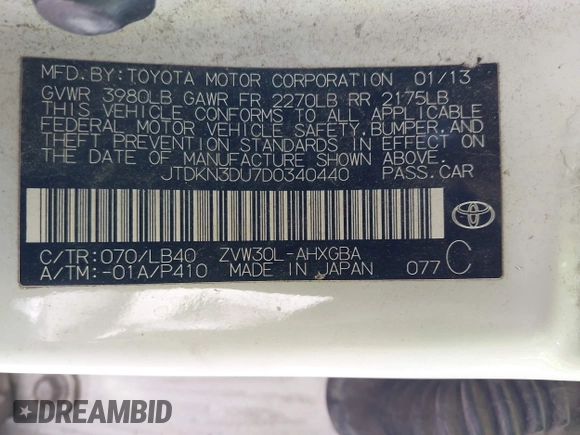 MFD.BY:TOYOTA MOTOR CORPORATION 01/13
GVWR 3980LB GAWR FR 2270LB RR 2175LB
THIS VEHICLE CONFORMS TO ALL APPLICABLE
FEDERAL MOTOR VEHICLE SAFETY,BUMPER,AND
THEFT PREVENTION STANDARDS IN EFFECT ON THE DATE OF
MANUFACTURE SHOWN ABOVE.
JTDKN3DU7D0340440 PASS.CAR
C/TR:070/LB40 ZVW30L-AHXGBA
A/TM:-01A/P410 MADE IN JAPAN 077 C
DREAMBID